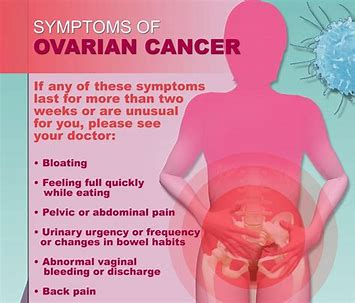 SYMPTOMS OF
OVARIAN CANCER
If any of these symptoms
last for more than two
weeks or are unusual
for you, please see
your doctor:
• Bloating
• Feeling full quickly
while eating
• Pelvic or abdominal pain
• Urinary urgency or frequency
or changes in bowel habits
• Abnormal vaginal
bleeding or discharge
• Back pain